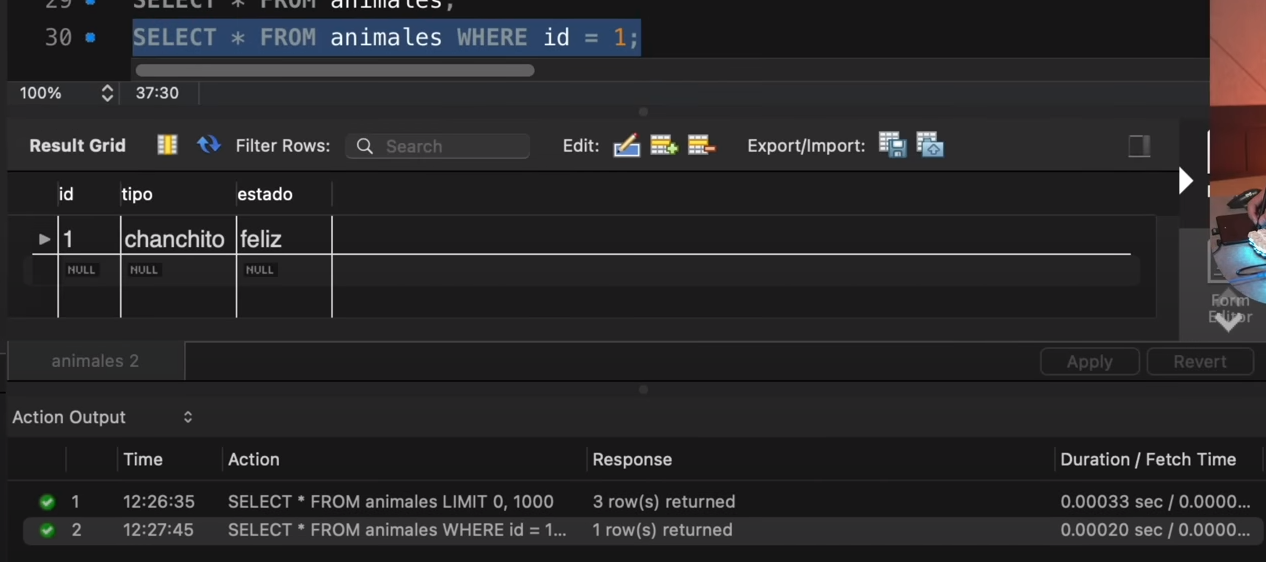 29 SELECT * FROM animales;
30 SELECT * FROM animales WHERE id = 1;
100% 37:30
Result Grid Filter Rows: Search Edit: Export/Import:
id tipo estado
1 chanchito feliz
NULL NULL NULL
Form
Editor
animales 2 Apply Revert
Action Output
Time Action Response Duration / Fetch Time
1 12:26:35 SELECT * FROM animales LIMIT 0, 1000 3 row(s) returned 0.00033 sec / 0.0000...
2 12:27:45 SELECT * FROM animales WHERE id = 1... 1 row(s) returned 0.00020 sec / 0.0000...